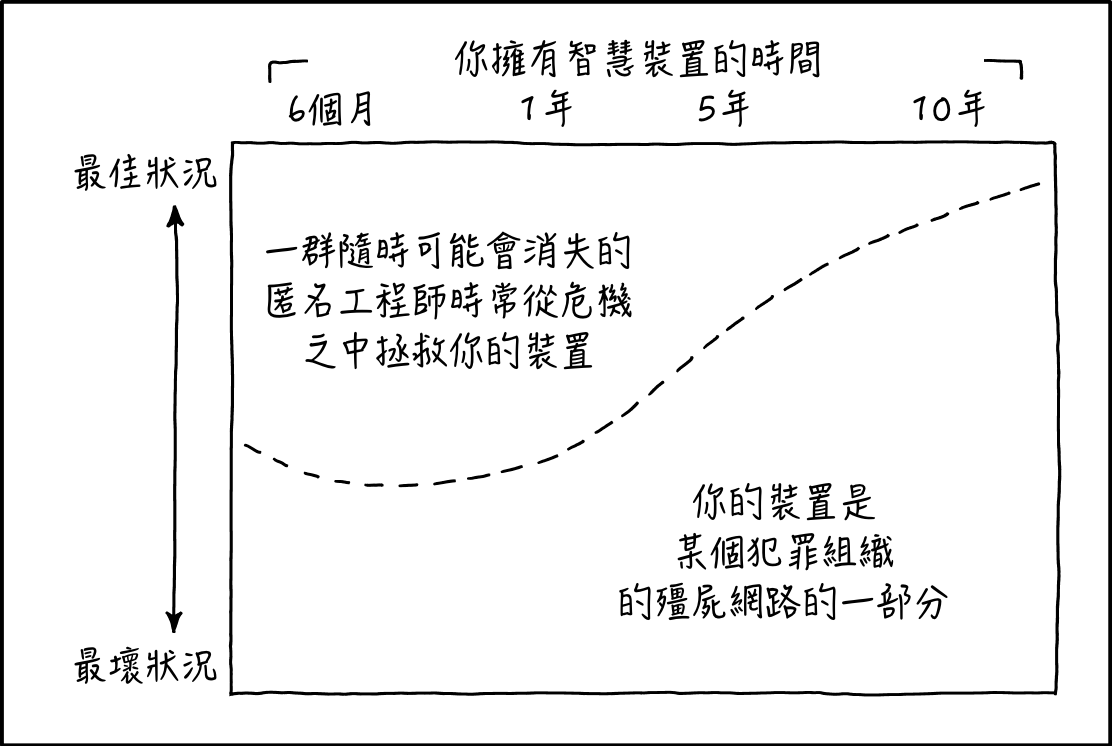 你擁有智慧裝置的時間
6個月 1年 5年 10年
最佳狀況
一群隨時可能會消失的
匿名工程師時常從危機
之中拯救你的裝置
你的裝置是
某個犯罪組織
的殭屍網路的一部分
最壞狀況